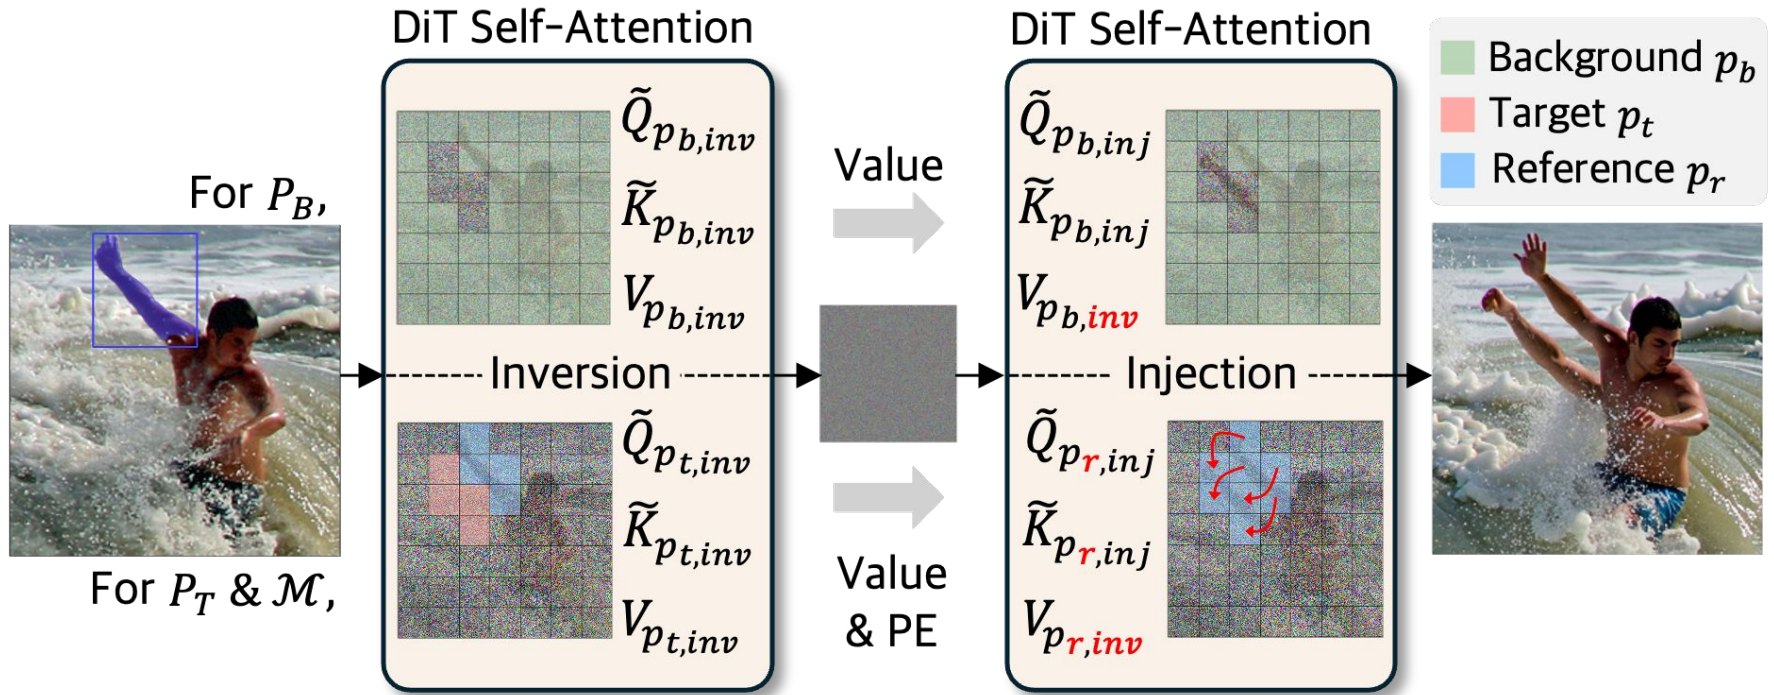 DiT Self-Attention
DiT Self-Attention
Background p_b
Target p_t
Reference p_r
For P_B,
Q̃_{p_{b,inv}}
K̃_{p_{b,inv}}
V_{p_{b,inv}}
Value
Q̃_{p_{b,inj}}
K̃_{p_{b,inj}}
V_{p_{b,inv}}
Inversion
Injection
For P_T & ℳ,
Q̃_{p_{t,inv}}
K̃_{p_{t,inv}}
V_{p_{t,inv}}
Value
& PE
Q̃_{p_{r,inj}}
K̃_{p_{r,inj}}
V_{p_{r,inv}}